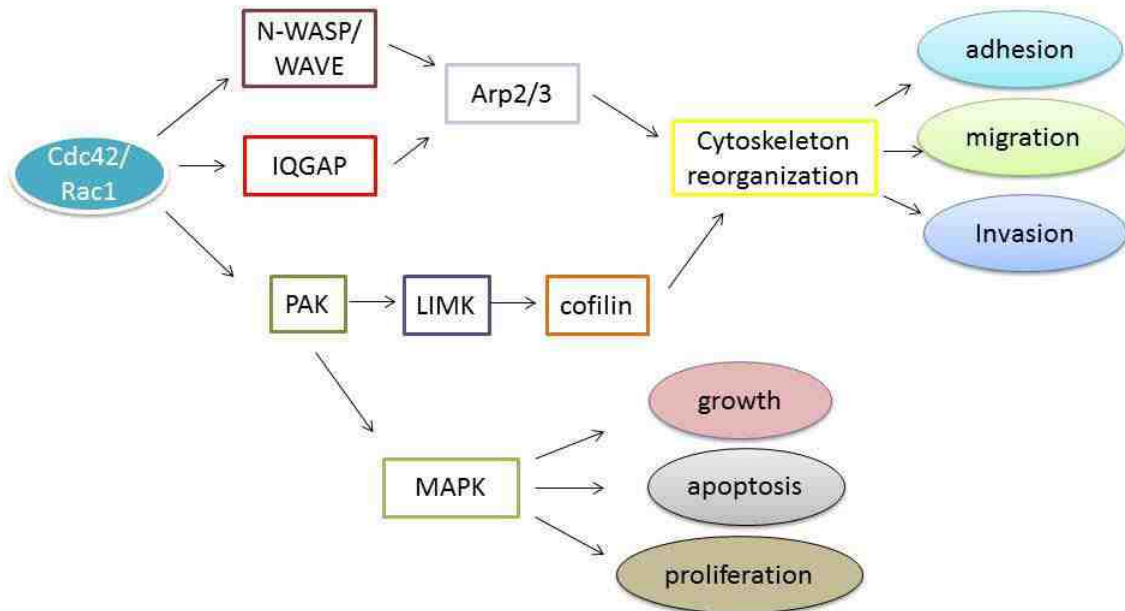 N-WASP/
WAVE
adhesion
Arp2/3
migration
Cdc42/
Rac1
IQGAP
Cytoskeleton
reorganization
Invasion
PAK
LIMK
cofilin
growth
MAPK
apoptosis
proliferation